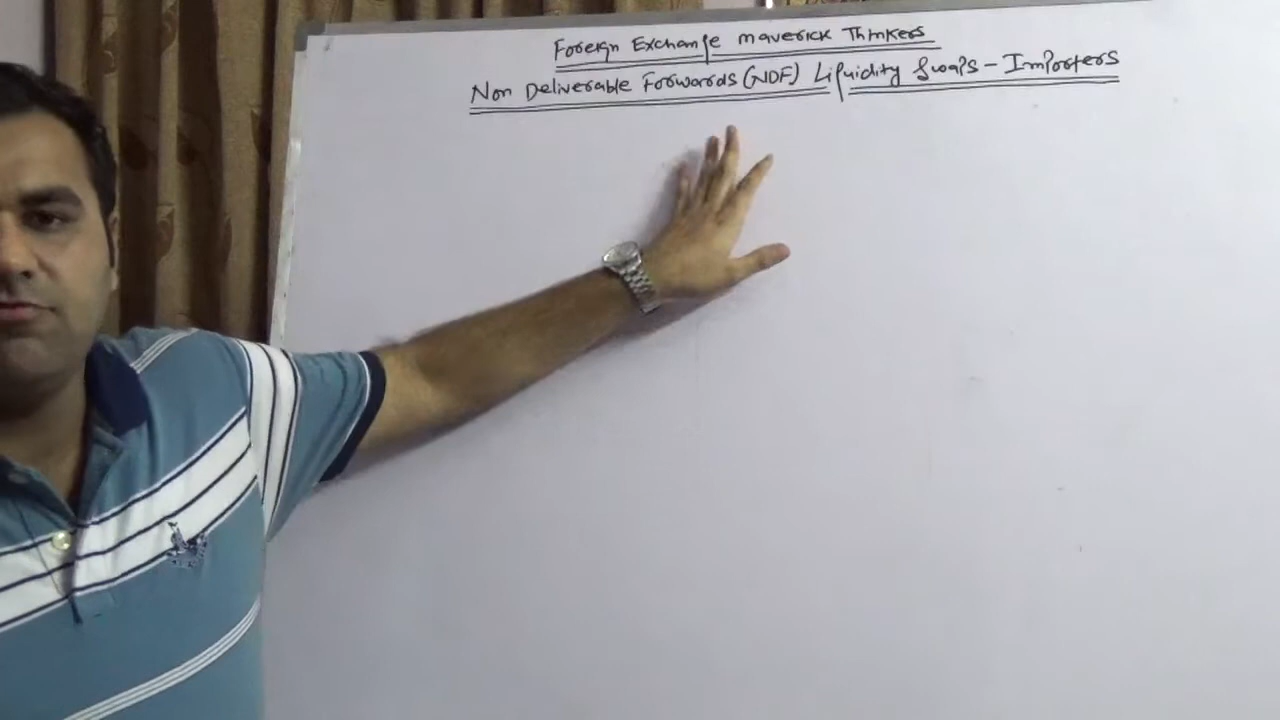 Foreign Exchange maverick Thinkers
Non Deliverable Forwards (NDF) Liquidity Swaps - Importers